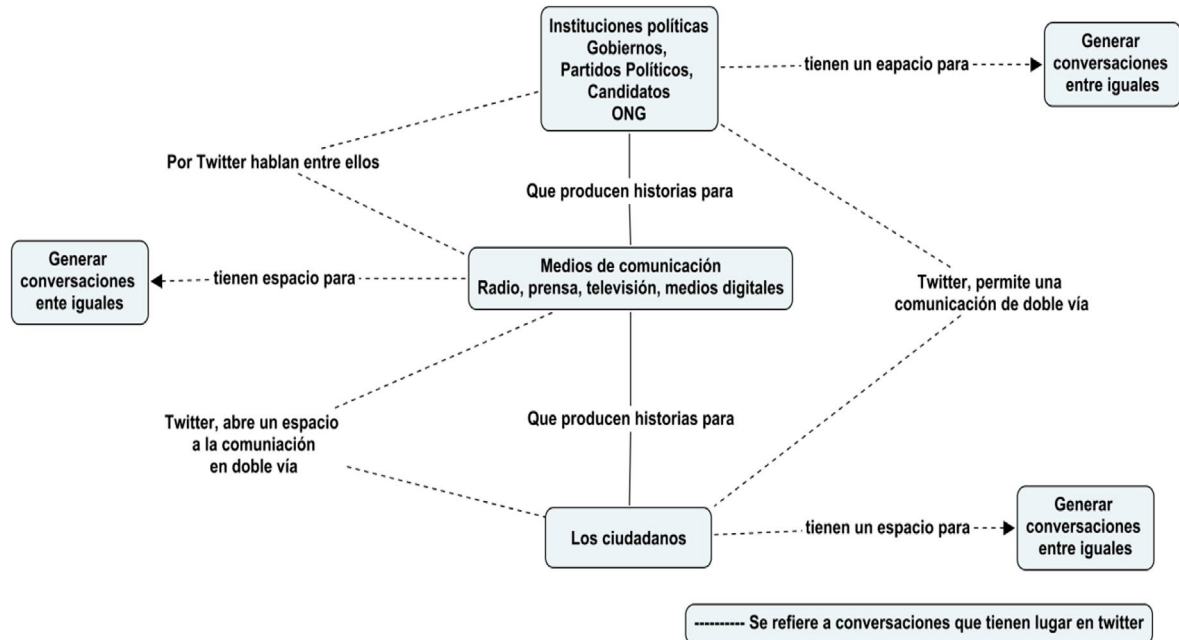 Instituciones políticas
Gobiernos,
Partidos Políticos,
Candidatos
ONG
tienen un eapacio para
Generar
conversaciones
entre iguales
Por Twitter hablan entre ellos
Que producen historias para
Generar
conversaciones
ente iguales
tienen espacio para
Medios de comunicación
Radio, prensa, televisión, medios digitales
Twitter, permite una
comunicación de doble vía
Twitter, abre un espacio
a la comuniación
en doble vía
Que producen historias para
Los ciudadanos
tienen un espacio para
Generar
conversaciones
entre iguales
---------- Se refiere a conversaciones que tienen lugar en twitter